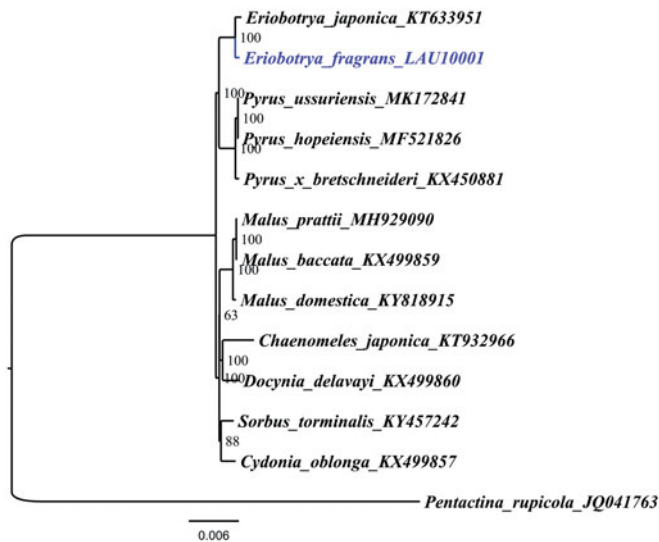 Eriobotrya_japonica_KT633951
100
Eriobotrya_fragrans_LAU10001
100
Pyrus_ussuriensis_MK172841
100
Pyrus_hopeiensis_MF521826
100
Pyrus_x_bretschneideri_KX450881
Malus_prattii_MH929090
100
Malus_baccata_KX499859
100
Malus_domestica_KY818915
63
Chaenomeles_japonica_KT932966
100
100
Docynia_delavayi_KX499860
Sorbus_torminalis_KY457242
88
Cydonia_oblonga_KX499857
Pentactina_rupicola_JQ041763
0.006